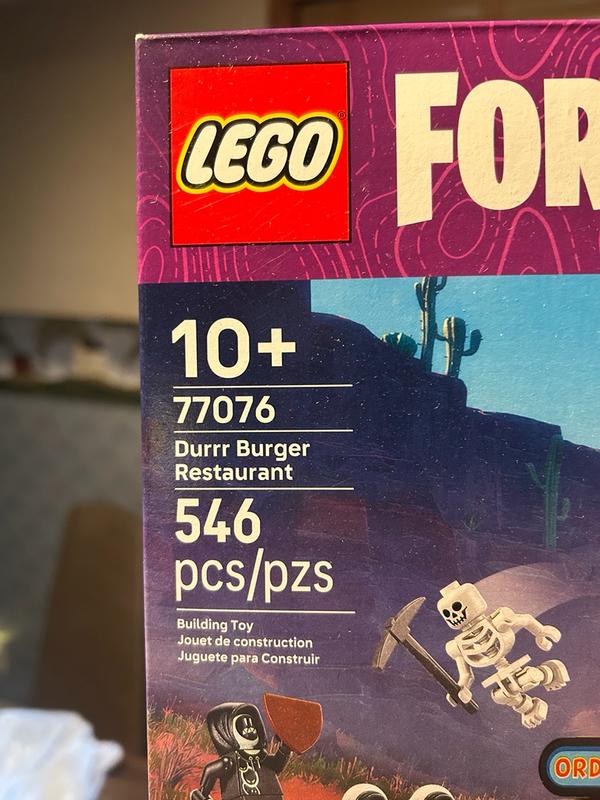 LEGO
FOR
10+
77076
Durrr Burger
Restaurant
546
pcs/pzs
Building Toy
Jouet de construction
Juguete para Construir
ORD